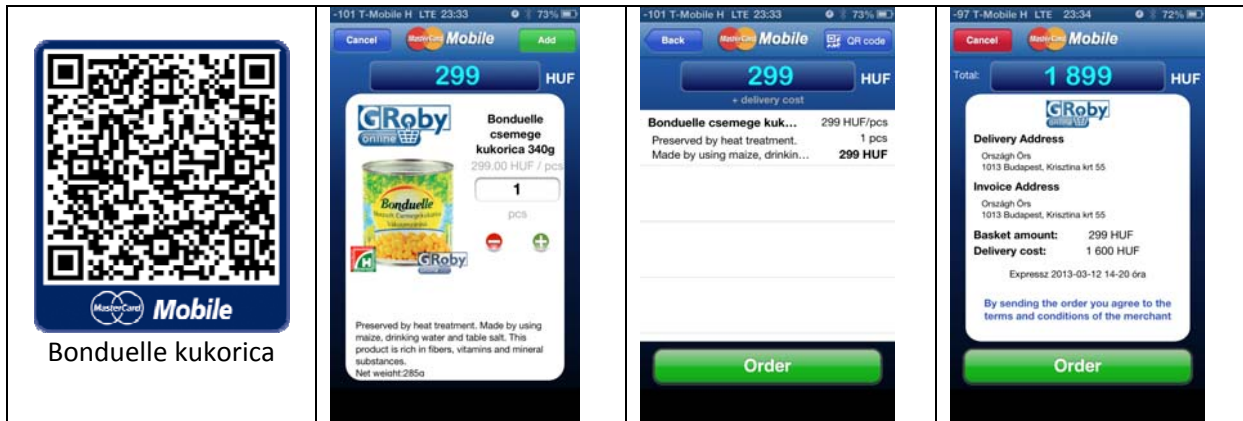 MasterCard Mobile
Bonduelle kukorica
-101 T-Mobile H LTE 23:33 73%
Cancel
MasterCard Mobile
Add
299 HUF
GRoby
online
Bonduelle
csemege
kukorica 340g
299.00 HUF / pcs
1
pcs
Bonduelle
GRoby
Preserved by heat treatment. Made by using
maize, drinking water and table salt. This
product is rich in fibers, vitamins and mineral
substances.
Net weight:285g
-101 T-Mobile H LTE 23:33 73%
Back
MasterCard Mobile
QR code
299 HUF
+ delivery cost
Bonduelle csemege kuk... 299 HUF/pcs
Preserved by heat treatment. 1 pcs
Made by using maize, drinkin... 299 HUF
Order
-97 T-Mobile H LTE 23:34 72%
Cancel
MasterCard Mobile
Total: 1 899 HUF
GRoby
online
Delivery Address
Országh Örs
1013 Budapest, Krisztina krt 55
Invoice Address
Országh Örs
1013 Budapest, Krisztina krt 55
Basket amount: 299 HUF
Delivery cost: 1 600 HUF
Expressz 2013-03-12 14-20 óra
By sending the order you agree to the
terms and conditions of the merchant
Order